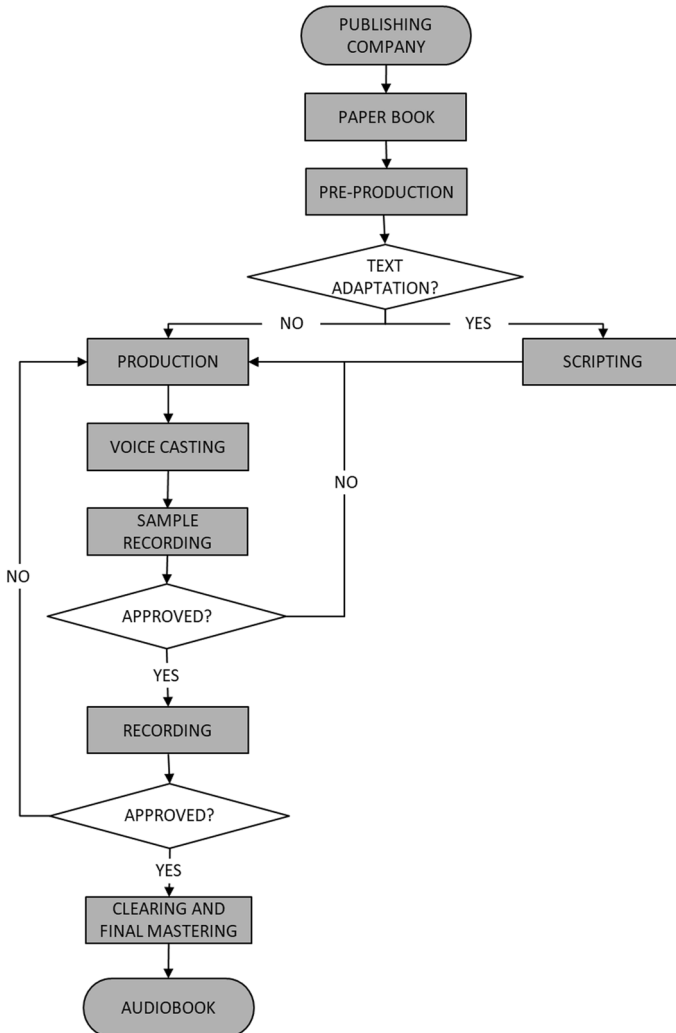 PUBLISHING
COMPANY
PAPER BOOK
PRE-PRODUCTION
TEXT
ADAPTATION?
NO
YES
PRODUCTION
SCRIPTING
VOICE CASTING
NO
SAMPLE
RECORDING
NO
APPROVED?
YES
RECORDING
APPROVED?
YES
CLEARING AND
FINAL MASTERING
AUDIOBOOK